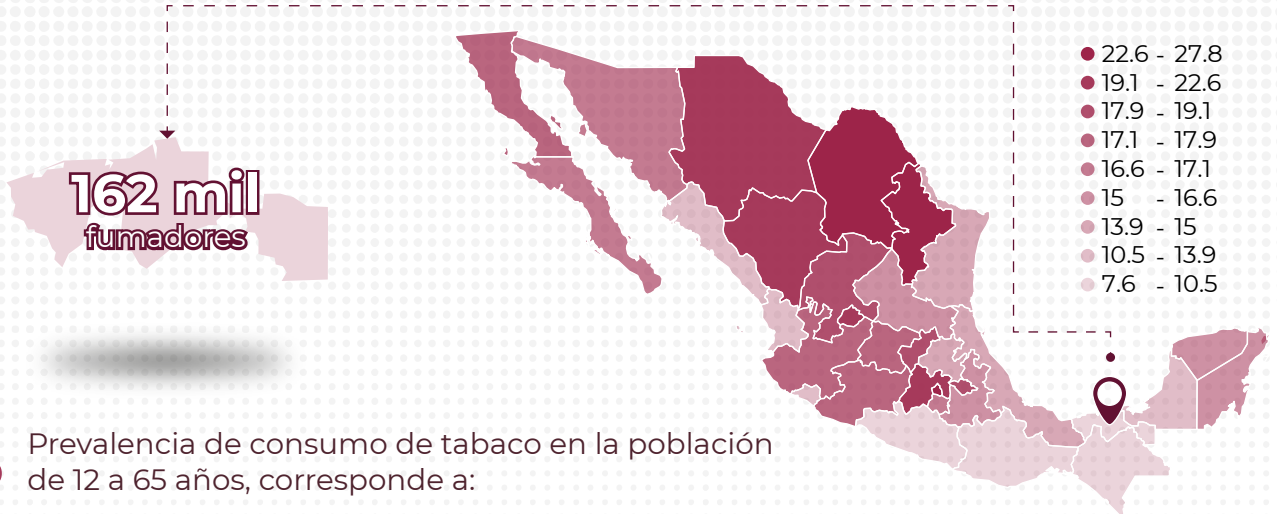 22.6 - 27.8
19.1 - 22.6
17.9 - 19.1
17.1 - 17.9
16.6 - 17.1
15 - 16.6
13.9 - 15
10.5 - 13.9
7.6 - 10.5
162 mil
fumadores
Prevalencia de consumo de tabaco en la población
de 12 a 65 años, corresponde a: